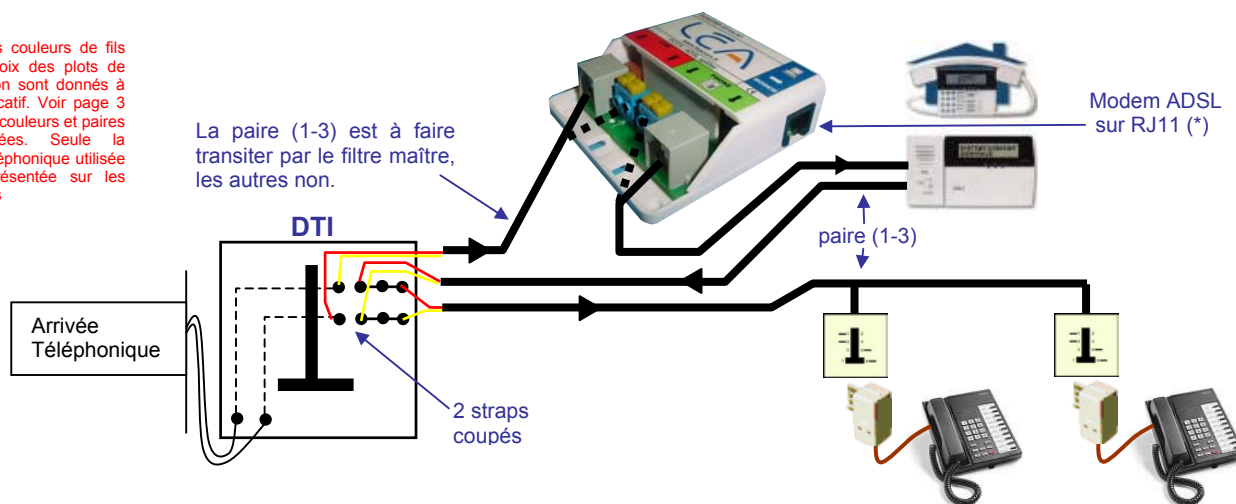 s couleurs de fils
oix des plots de
on sont donnés à
catif. Voir page 3
couleurs et paires
ées. Seule la
éphonique utilisée
résentée sur les
s
La paire (1-3) est à faire
transiter par le filtre maître,
les autres non.
LEA
Modem ADSL
sur RJ11 (*)
DTI
paire (1-3)
Arrivée
Téléphonique
2 straps
coupés